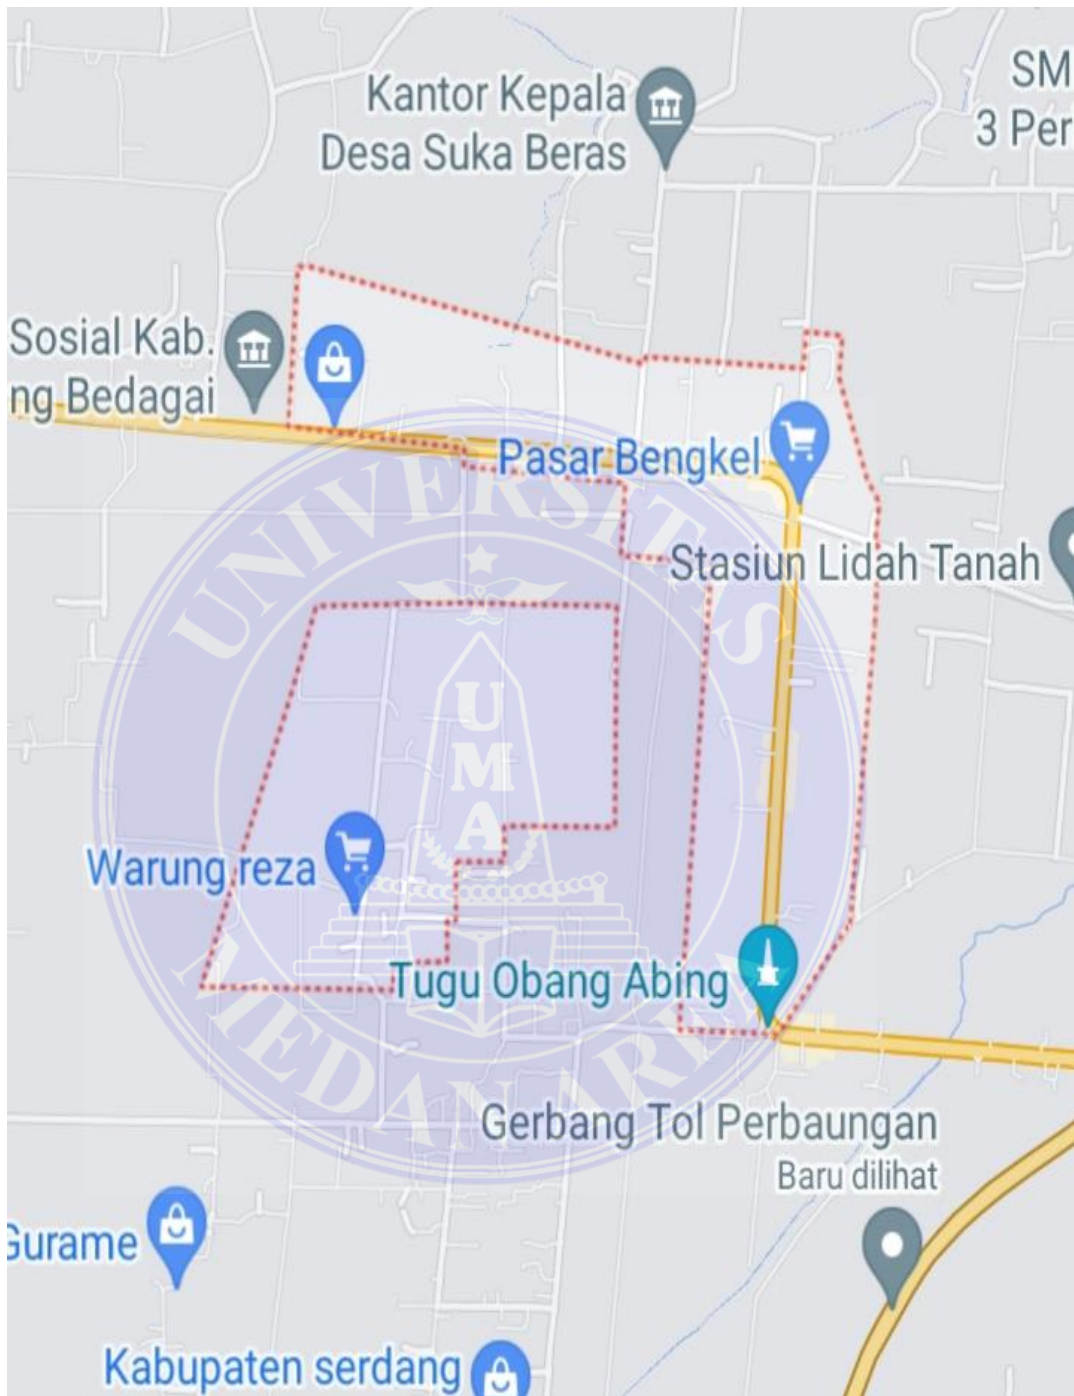 Kantor Kepala
Desa Suka Beras
SM
3 Per
Sosial Kab.
ng Bedagai
Pasar Bengkel
Stasiun Lidah Tanah
UNIVERSITAS
UMA
Warung reza
Tugu Obang Abing
MEDAN AREA
Gerbang Tol Perbaungan
Baru dilihat
Gurame
Kabupaten serdang